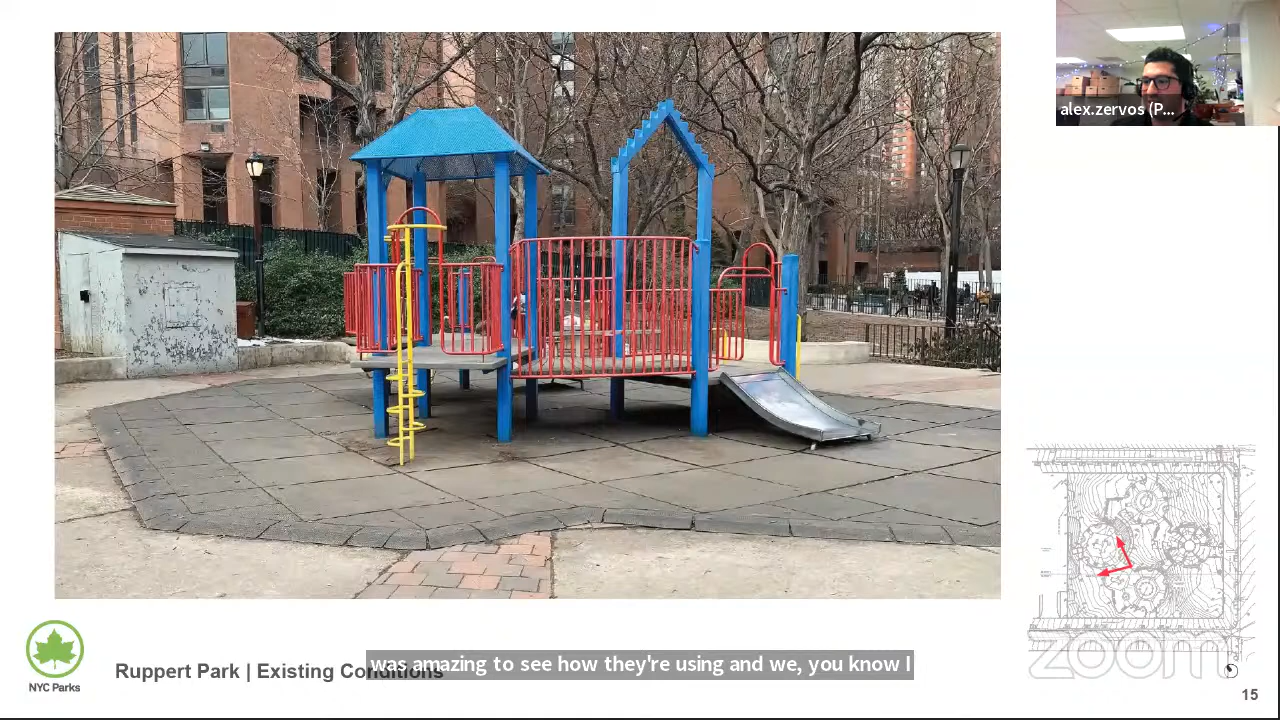 alex.zervos (P...
Ruppert Park | Existing Conditions
was amazing to see how they're using and we, you know I
NYC Parks
zoom
15